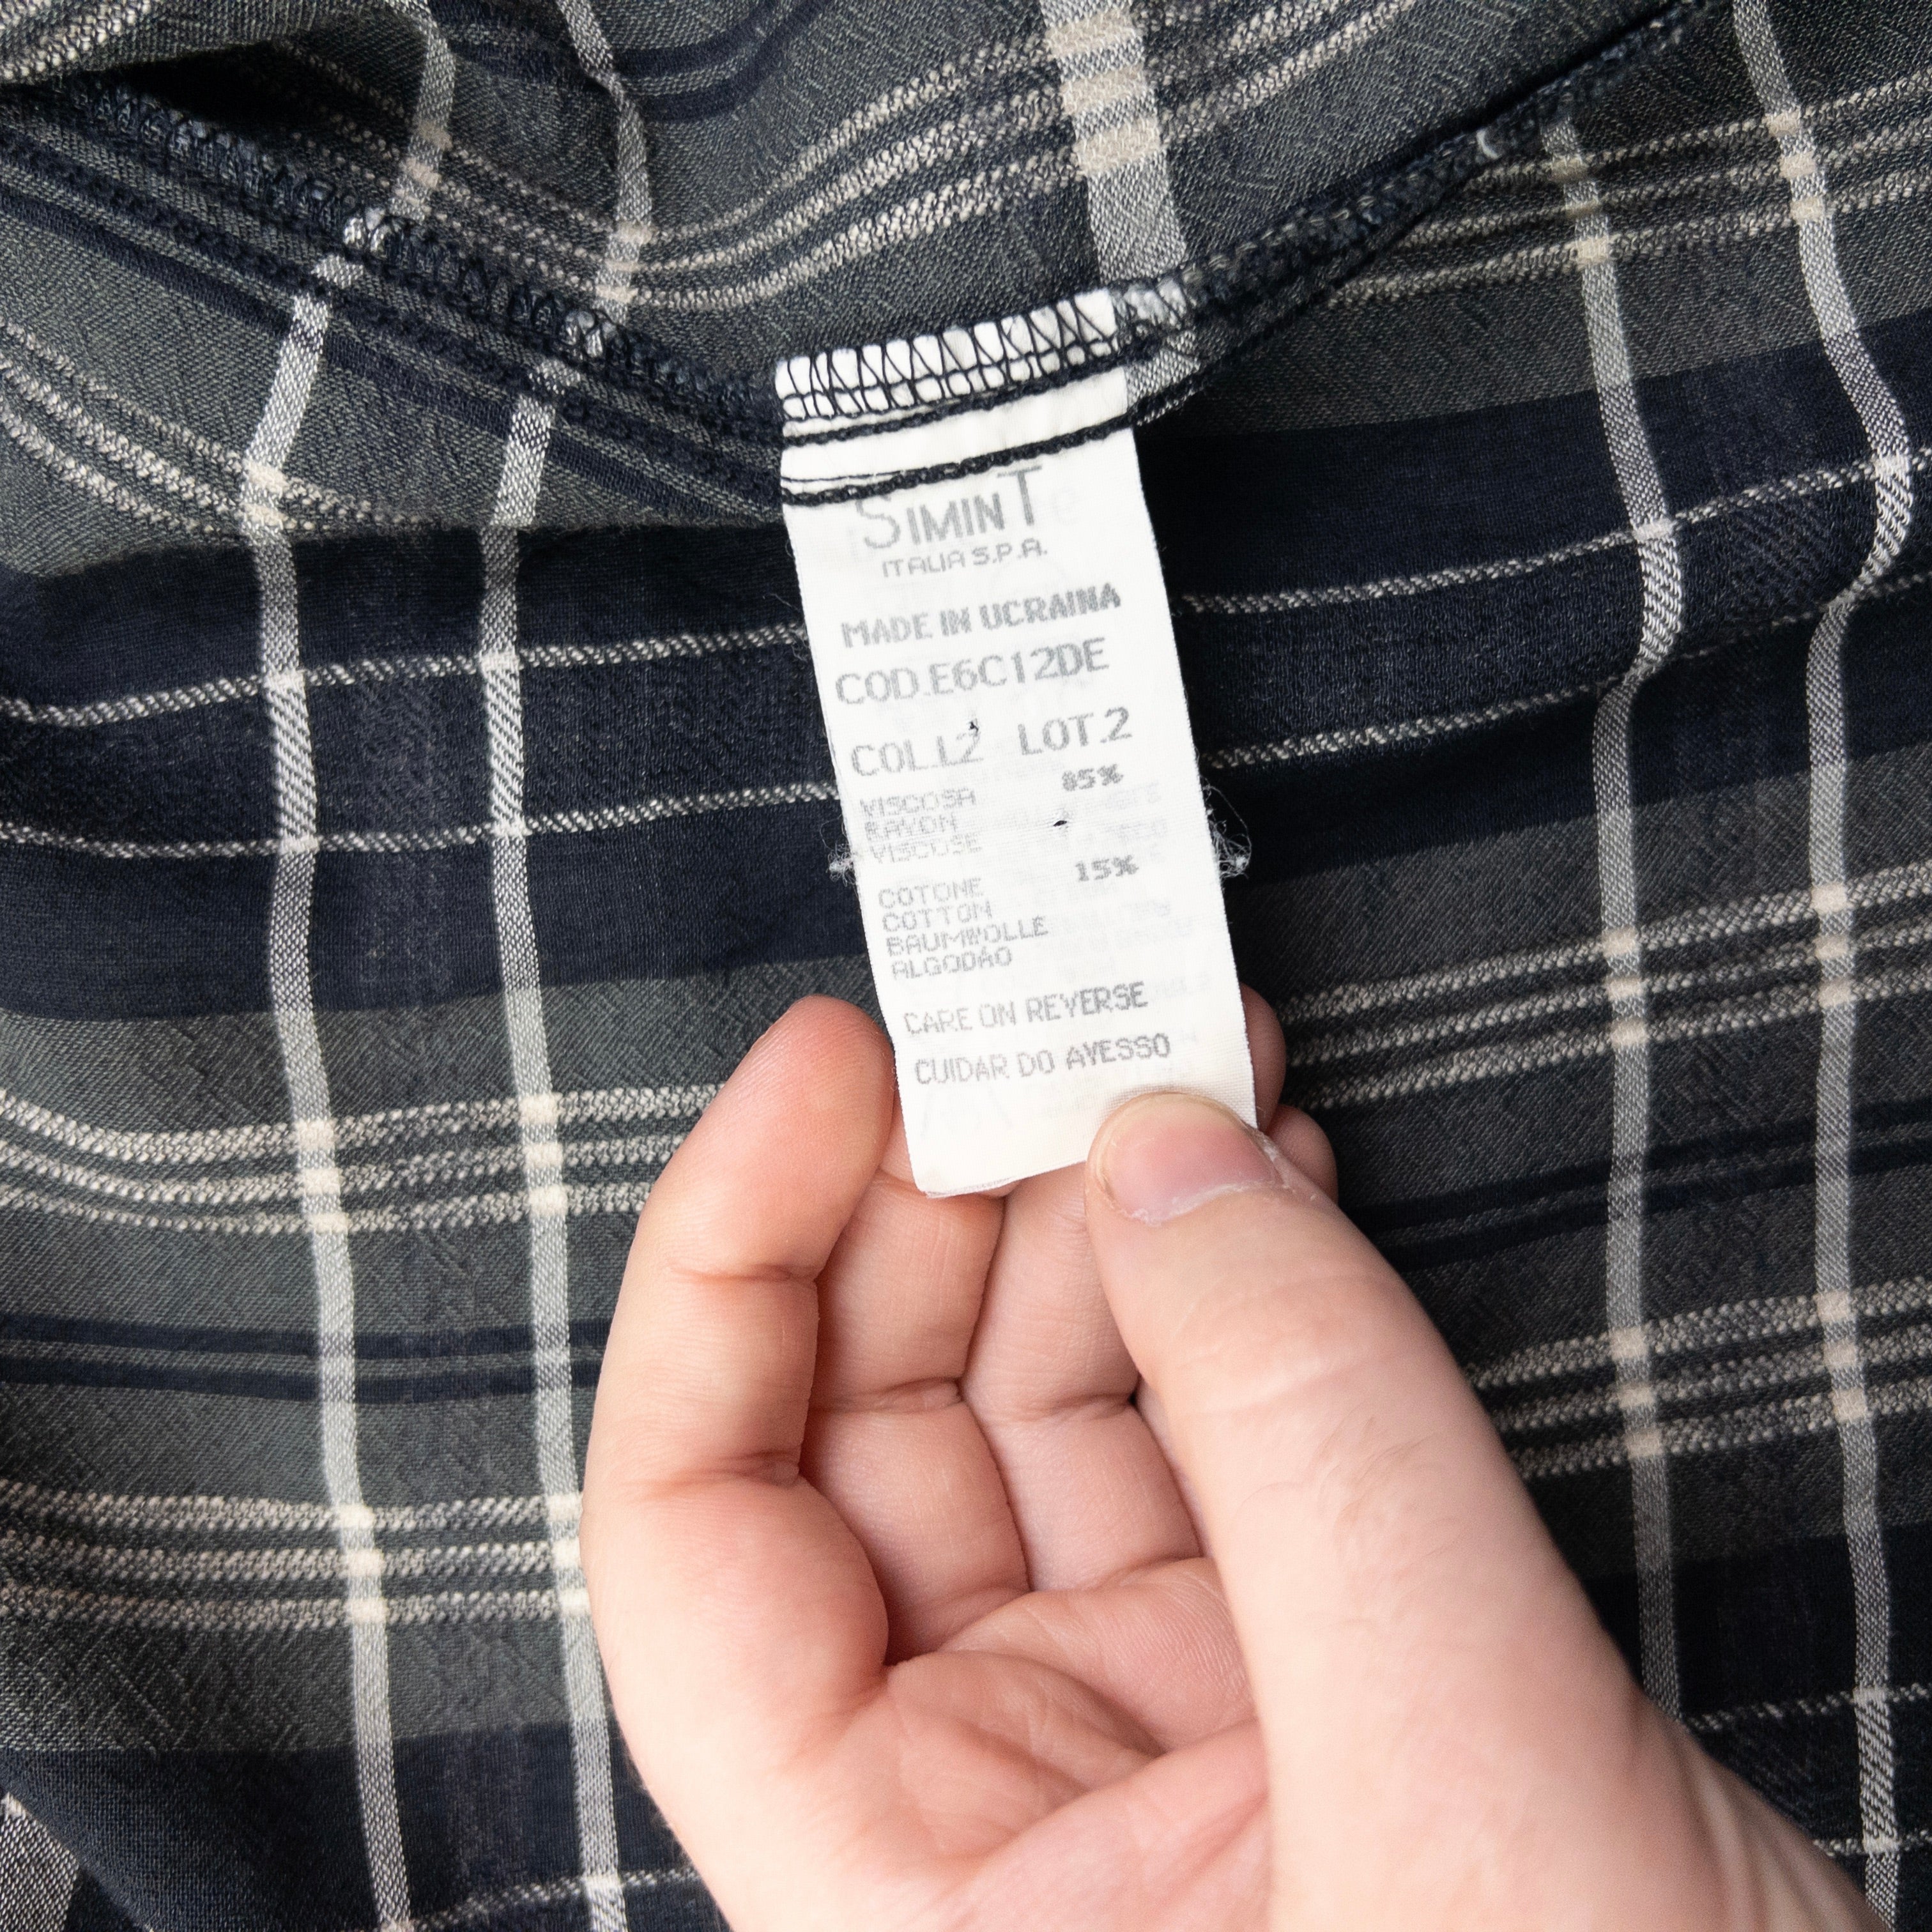 SIMINT
ITALIA S.P.A.
MADE IN UCRAINA
COD.E6C12DE
COL.L2 LOT.2
85%
VISCOSA
RAYON
VISCOSE
15%
COTONE
COTTON
BAUMWOLLE
ALGODÃO
CARE ON REVERSE
CUIDAR DO AVESSO